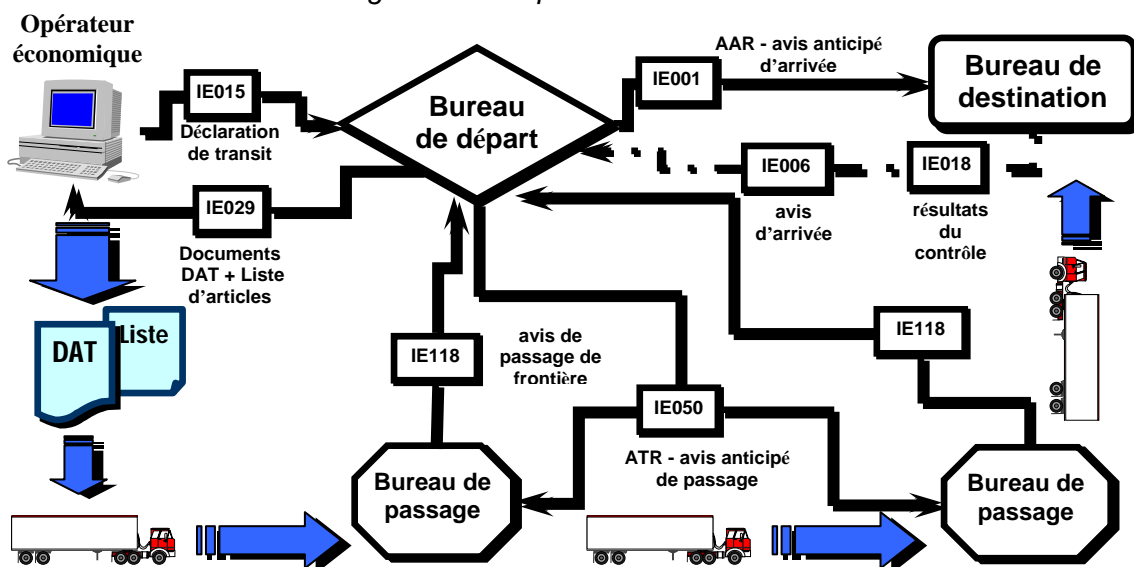 Opérateur
économique
IE015
Déclaration
de transit
Bureau
de départ
IE001
AAR - avis anticipé
d'arrivée
Bureau de
destination
IE006
avis
d'arrivée
IE018
résultats
du
contrôle
IE029
Documents
DAT + Liste
d'articles
DAT
Liste
IE118
avis de
passage de
frontière
IE118
IE050
ATR - avis anticipé
de passage
Bureau de
passage
Bureau de
passage